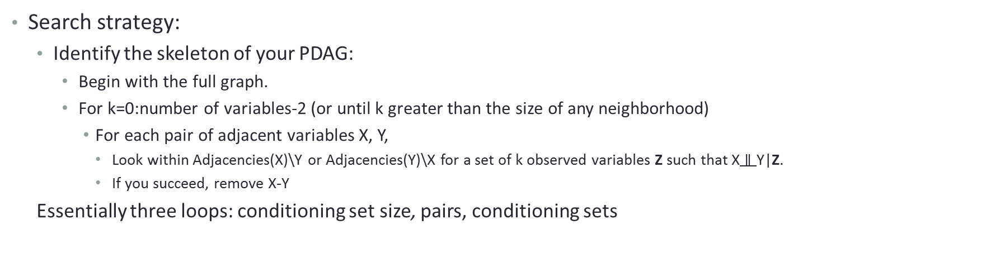 • Search strategy:
• Identify the skeleton of your PDAG:
• Begin with the full graph.
• For k=0:number of variables-2 (or until k greater than the size of any neighborhood)
• For each pair of adjacent variables X, Y,
• Look within Adjacencies(X)\Y or Adjacencies(Y)\X for a set of k observed variables Z such that X_||_Y|Z.
• If you succeed, remove X-Y
Essentially three loops: conditioning set size, pairs, conditioning sets